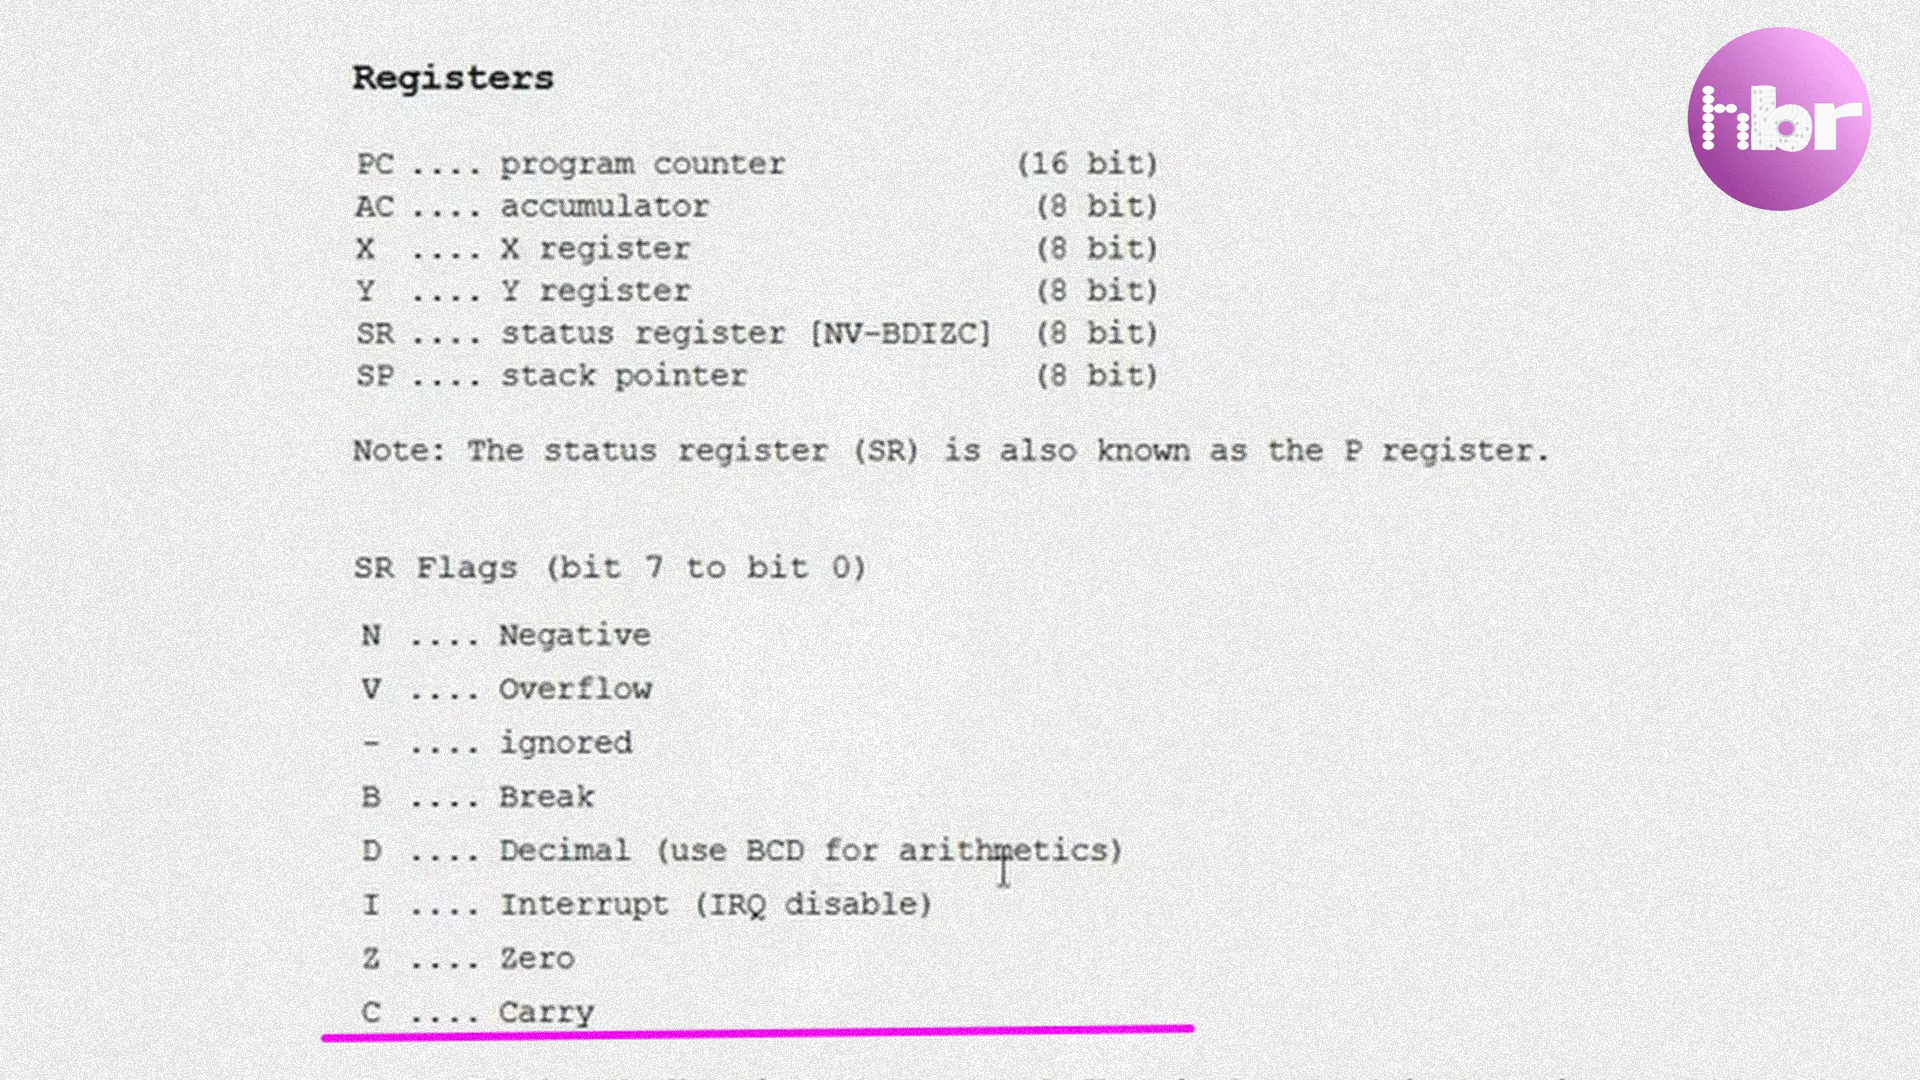 Registers
hbr
PC .... program counter (16 bit)
AC .... accumulator (8 bit)
X .... X register (8 bit)
Y .... Y register (8 bit)
SR .... status register [NV-BDIZC] (8 bit)
SP .... stack pointer (8 bit)
Note: The status register (SR) is also known as the P register.
SR Flags (bit 7 to bit 0)
N .... Negative
V .... Overflow
- .... ignored
B .... Break
D .... Decimal (use BCD for arithmetics)
I .... Interrupt (IRQ disable)
Z .... Zero
C .... Carry